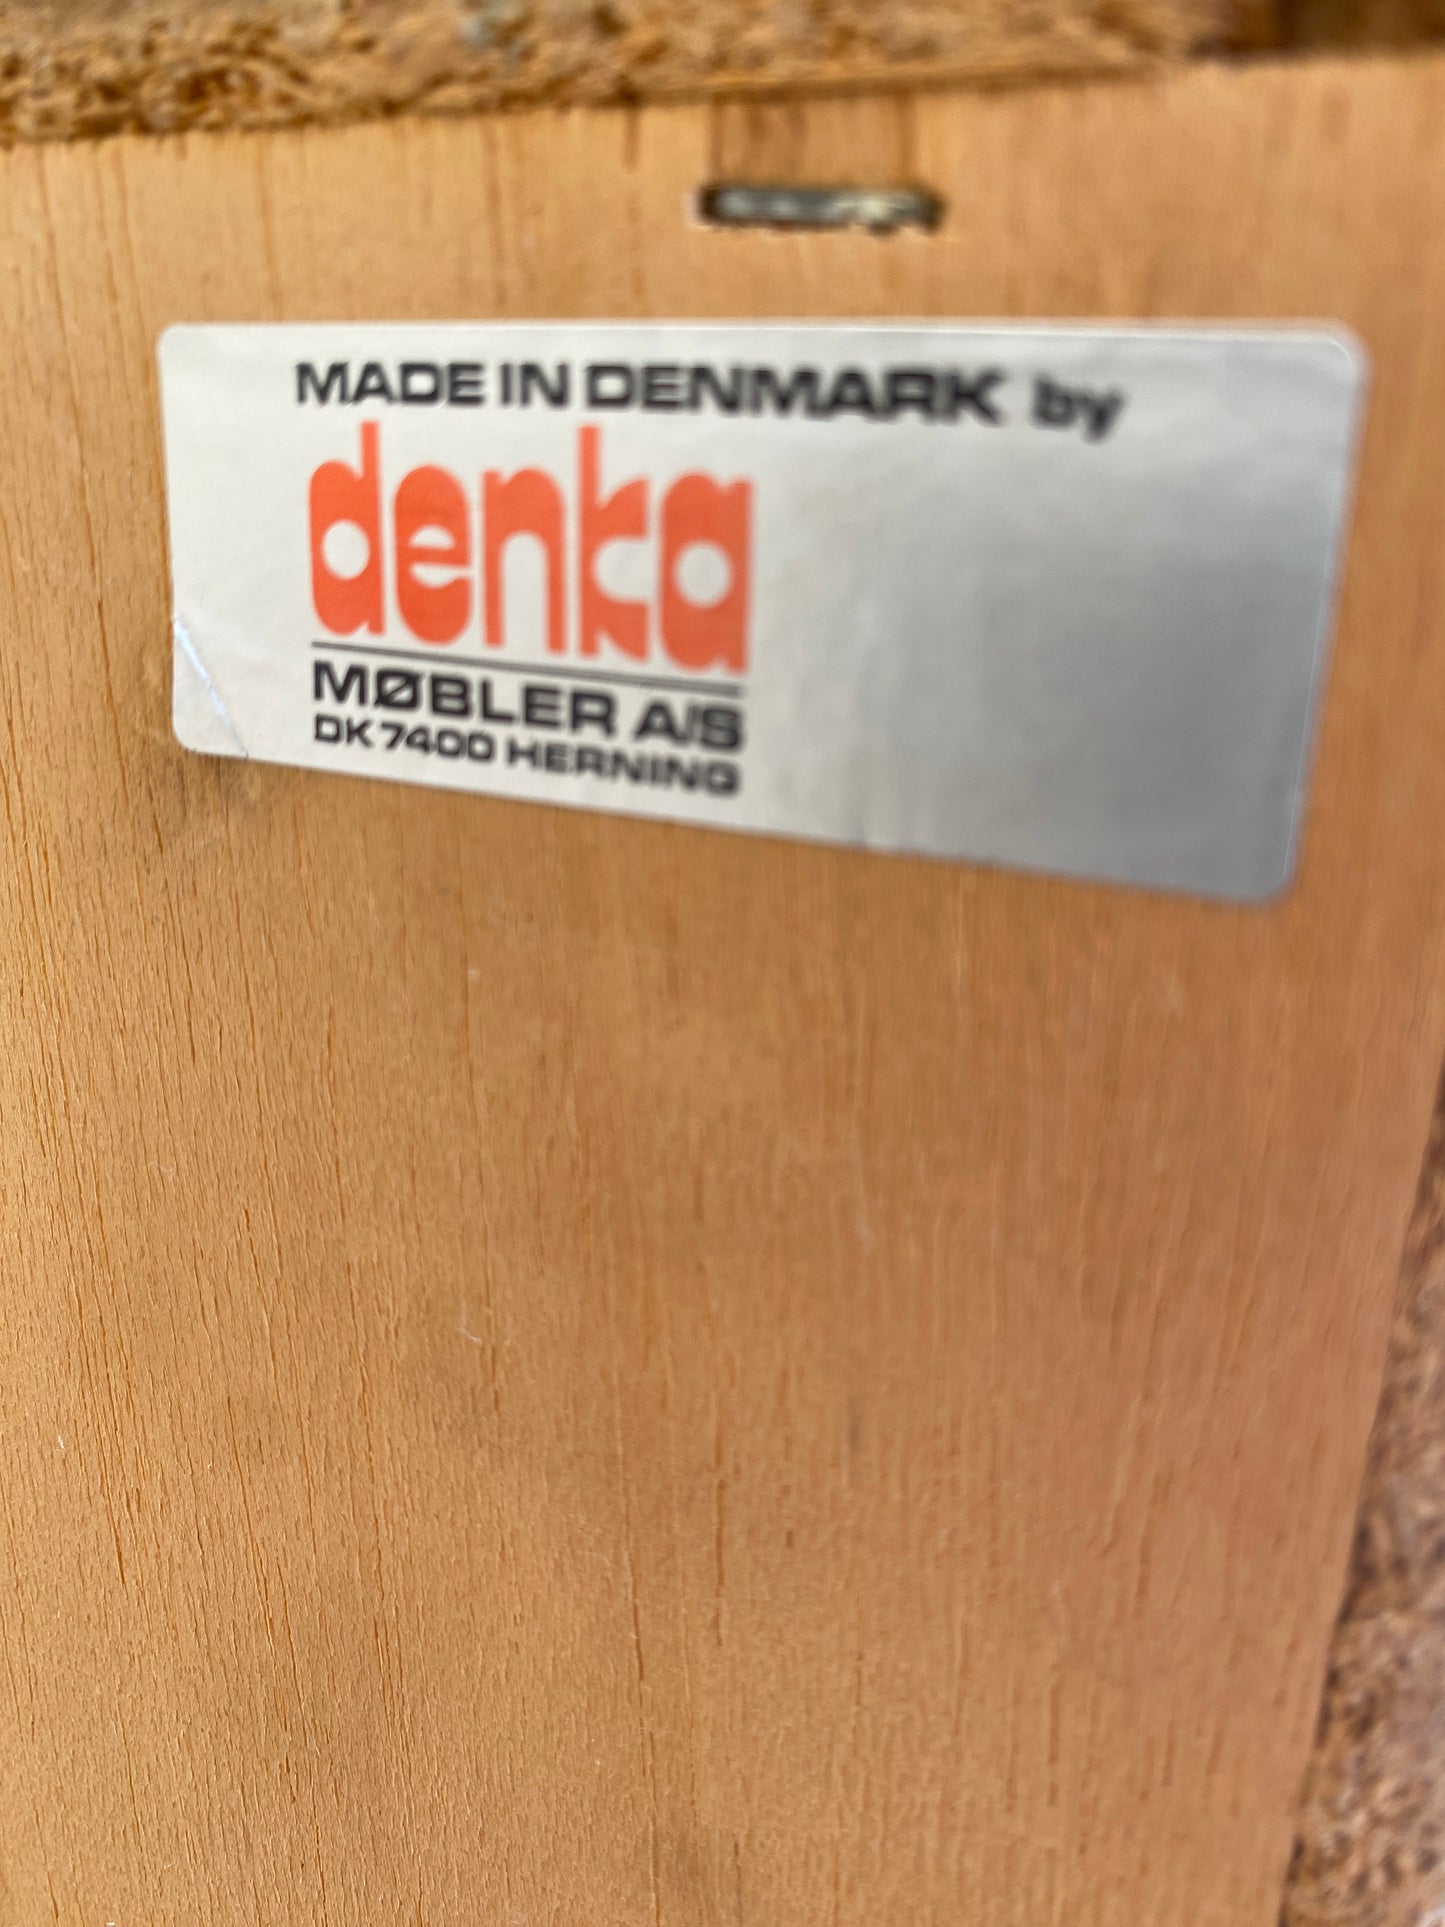 MADE IN DENMARK by
denka
MØBLER A/S
DK 7400 HERNING